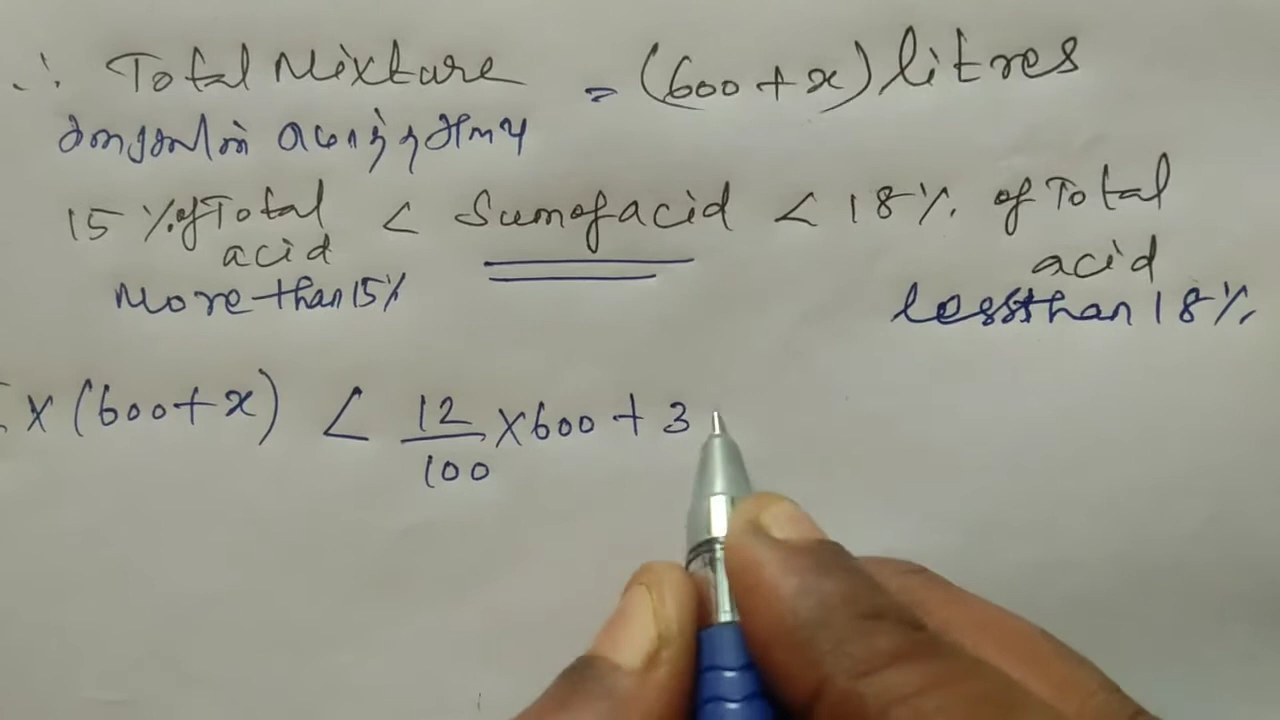 ∴ Total Mixture = (600+x) litres
15 % of Total acid < Sum of acid < 18% of Total acid
More than 15% less than 18%
x (600+x) < 12/100 x 600 + 3